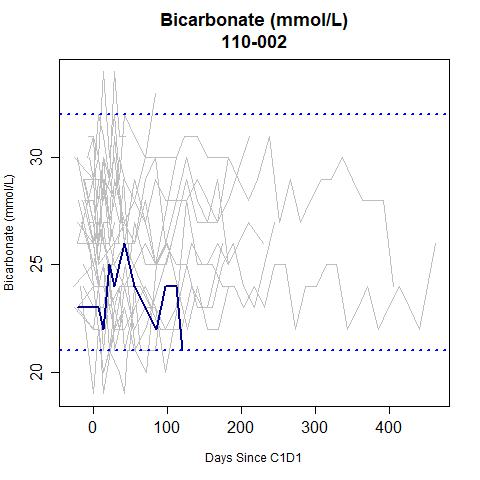 Bicarbonate (mmol/L)
110-002
Bicarbonate (mmol/L)
30
25
20
0 100 200 300 400
Days Since C1D1